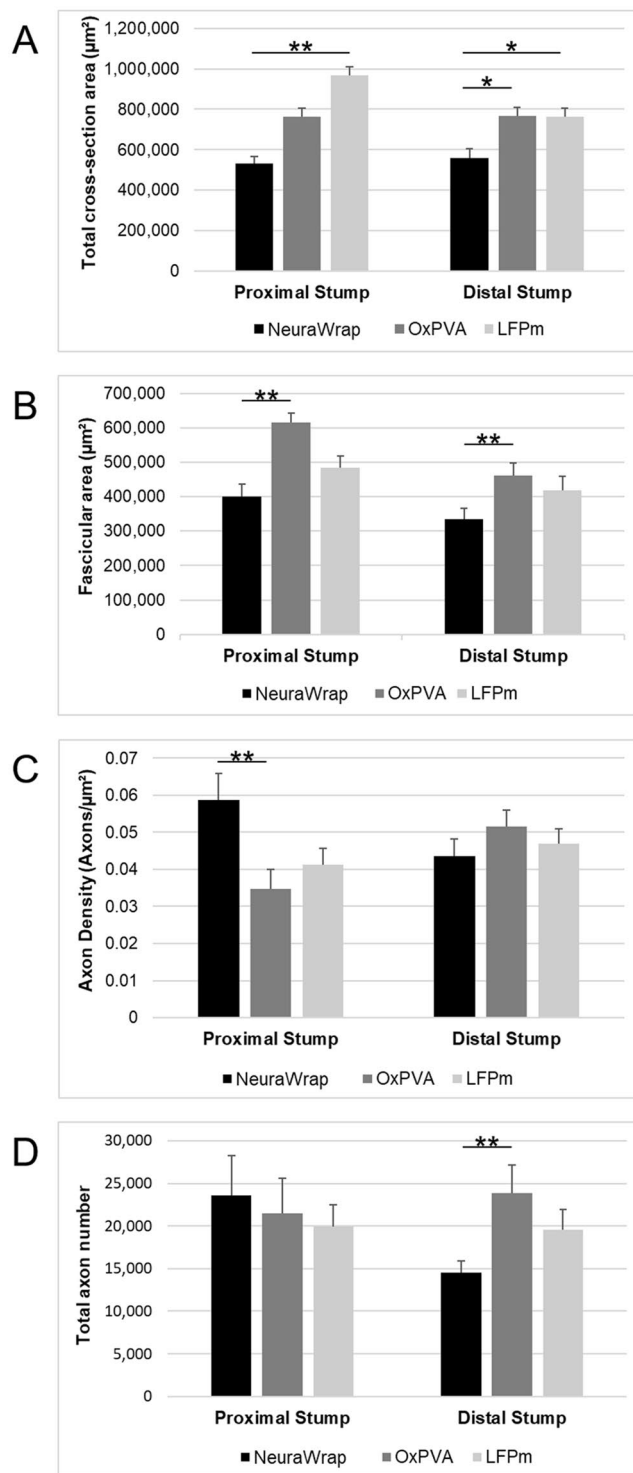 A
Total cross-section area (µm²)
1,200,000
1,000,000
800,000
600,000
400,000
200,000
0
**
*
*
Proximal Stump
Distal Stump
NeuraWrap
OxPVA
LFPm
B
Fascicular area (µm²)
700,000
600,000
500,000
400,000
300,000
200,000
100,000
0
**
**
Proximal Stump
Distal Stump
NeuraWrap
OxPVA
LFPm
C
Axon Density (Axons/µm²)
0.07
0.06
0.05
0.04
0.03
0.02
0.01
0
**
Proximal Stump
Distal Stump
NeuraWrap
OxPVA
LFPm
D
Total axon number
30,000
25,000
20,000
15,000
10,000
5,000
0
**
Proximal Stump
Distal Stump
NeuraWrap
OxPVA
LFPm